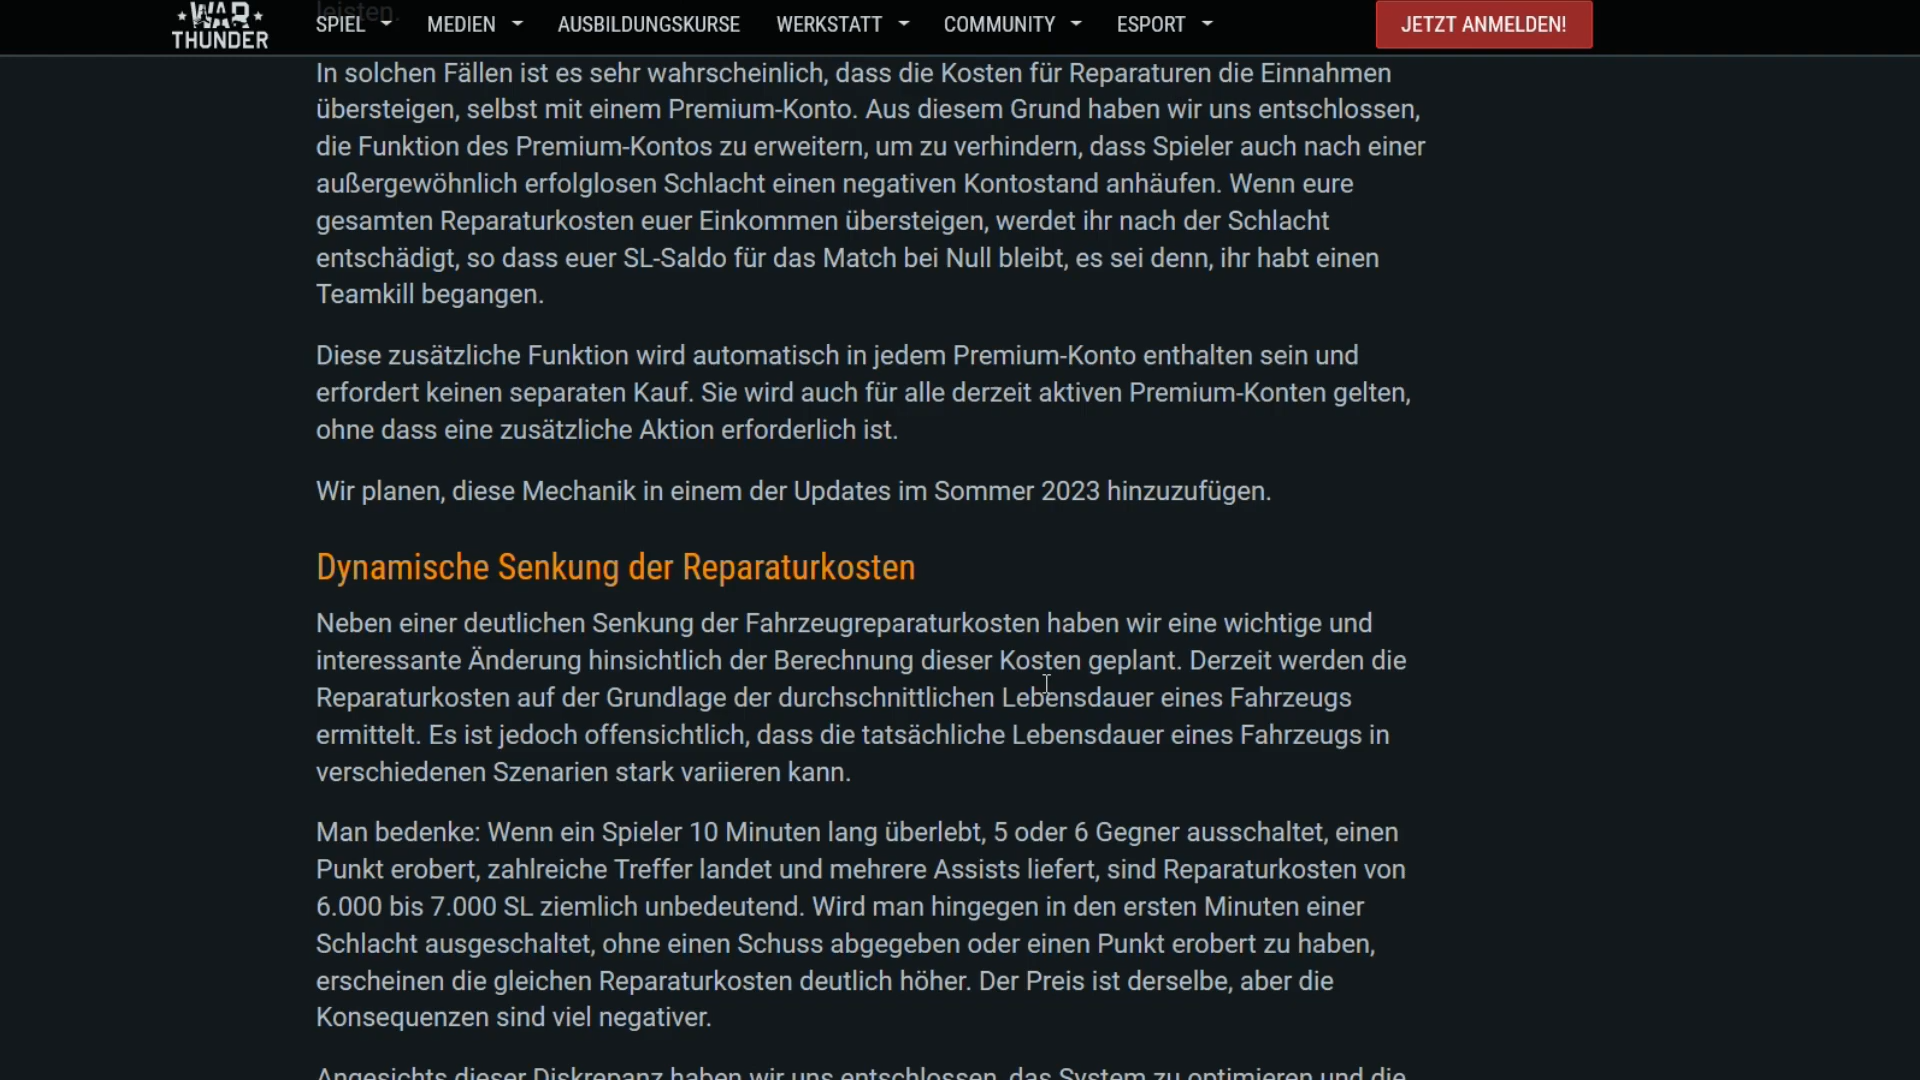 leisten.
WAR
THUNDER
SPIEL
MEDIEN
AUSBILDUNGSKURSE
WERKSTATT
COMMUNITY
ESPORT
JETZT ANMELDEN!
In solchen Fällen ist es sehr wahrscheinlich, dass die Kosten für Reparaturen die Einnahmen
übersteigen, selbst mit einem Premium-Konto. Aus diesem Grund haben wir uns entschlossen,
die Funktion des Premium-Kontos zu erweitern, um zu verhindern, dass Spieler auch nach einer
außergewöhnlich erfolglosen Schlacht einen negativen Kontostand anhäufen. Wenn eure
gesamten Reparaturkosten euer Einkommen übersteigen, werdet ihr nach der Schlacht
entschädigt, so dass euer SL-Saldo für das Match bei Null bleibt, es sei denn, ihr habt einen
Teamkill begangen.
Diese zusätzliche Funktion wird automatisch in jedem Premium-Konto enthalten sein und
erfordert keinen separaten Kauf. Sie wird auch für alle derzeit aktiven Premium-Konten gelten,
ohne dass eine zusätzliche Aktion erforderlich ist.
Wir planen, diese Mechanik in einem der Updates im Sommer 2023 hinzuzufügen.
Dynamische Senkung der Reparaturkosten
Neben einer deutlichen Senkung der Fahrzeugreparaturkosten haben wir eine wichtige und
interessante Änderung hinsichtlich der Berechnung dieser Kosten geplant. Derzeit werden die
Reparaturkosten auf der Grundlage der durchschnittlichen Lebensdauer eines Fahrzeugs
ermittelt. Es ist jedoch offensichtlich, dass die tatsächliche Lebensdauer eines Fahrzeugs in
verschiedenen Szenarien stark variieren kann.
Man bedenke: Wenn ein Spieler 10 Minuten lang überlebt, 5 oder 6 Gegner ausschaltet, einen
Punkt erobert, zahlreiche Treffer landet und mehrere Assists liefert, sind Reparaturkosten von
6.000 bis 7.000 SL ziemlich unbedeutend. Wird man hingegen in den ersten Minuten einer
Schlacht ausgeschaltet, ohne einen Schuss abgegeben oder einen Punkt erobert zu haben,
erscheinen die gleichen Reparaturkosten deutlich höher. Der Preis ist derselbe, aber die
Konsequenzen sind viel negativer.
Angesichts dieser Diskrepanz haben wir uns entschlossen, das System zu optimieren und die